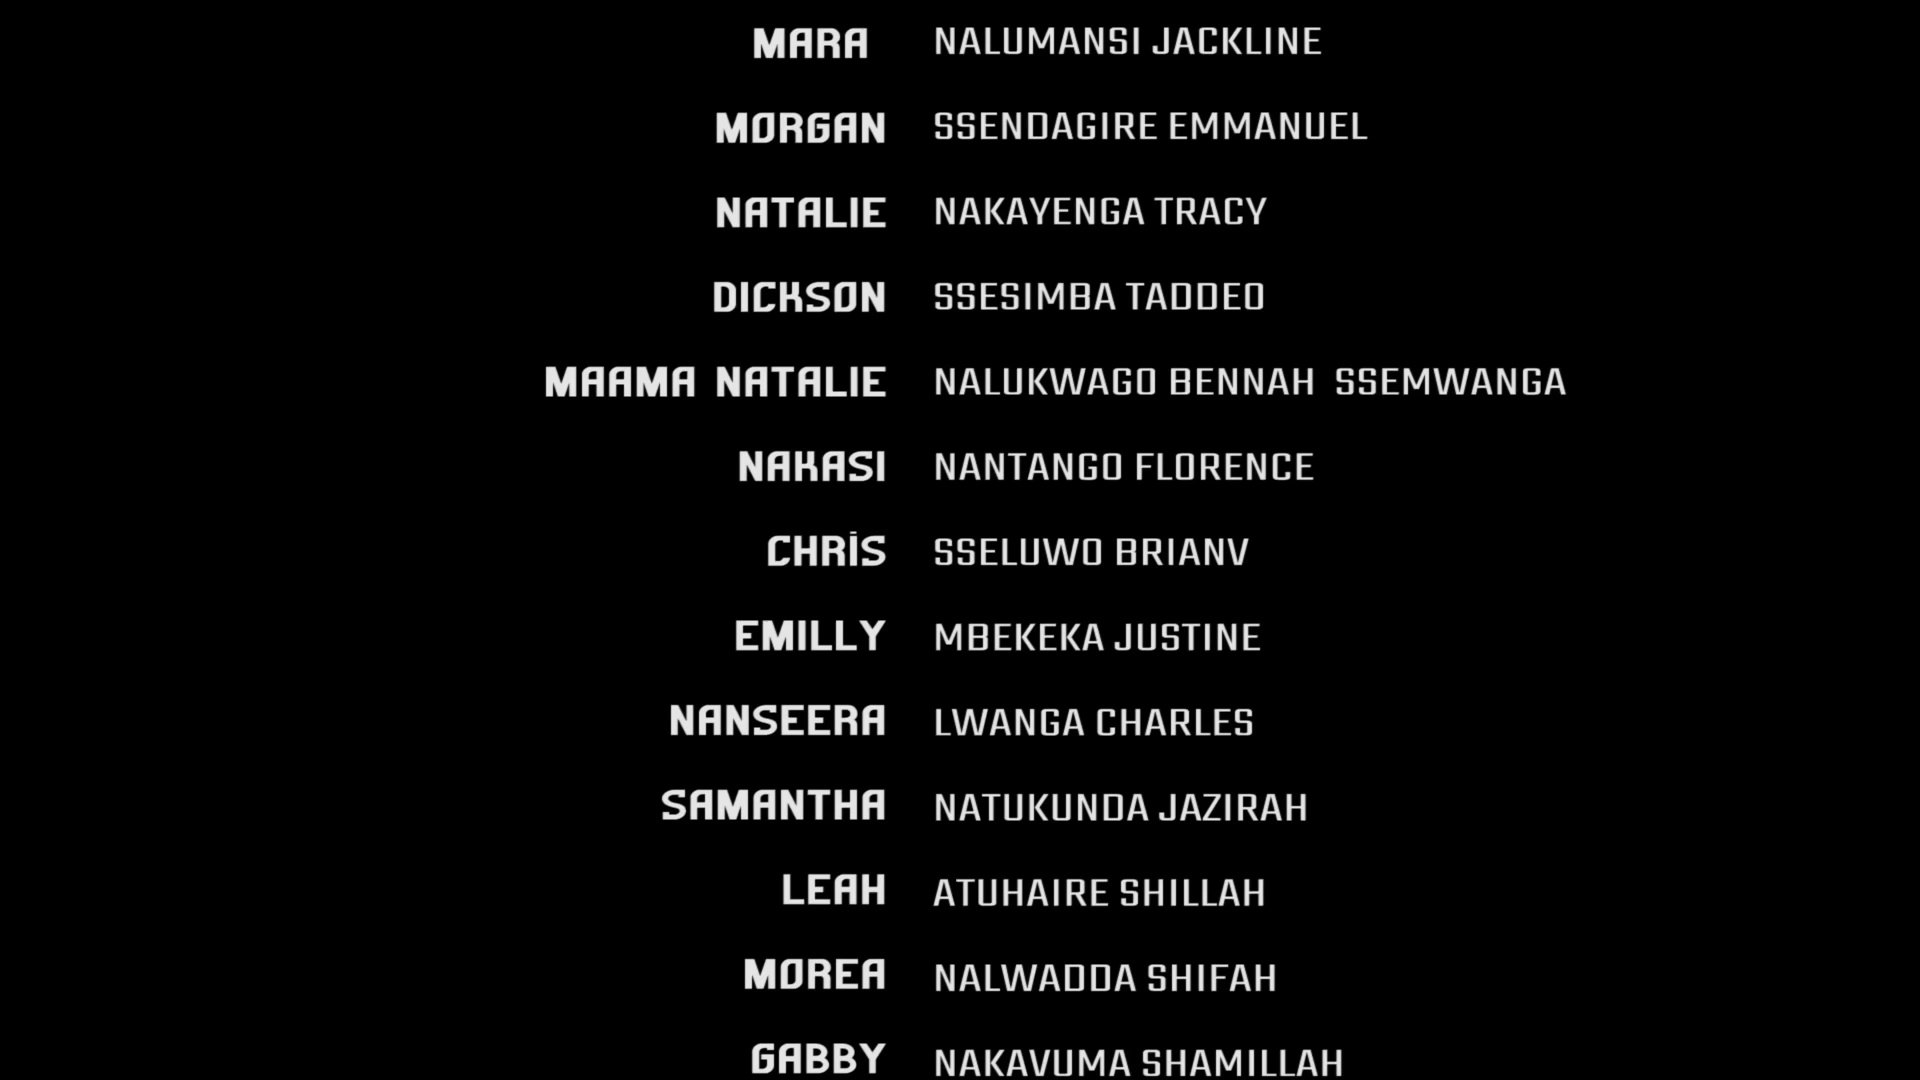 MARA NALUMANSI JACKLINE
MORGAN SSENDAGIRE EMMANUEL
NATALIE NAKAYENGA TRACY
DICKSON SSESIMBA TADDEO
MAAMA NATALIE NALUKWAGO BENNAH SSEMWANGA
NAKASI NANTANGO FLORENCE
CHRİS SSELUWO BRIANV
EMILLY MBEKEKA JUSTINE
NANSEERA LWANGA CHARLES
SAMANTHA NATUKUNDA JAZIRAH
LEAH ATUHAIRE SHILLAH
MOREA NALWADDA SHIFAH
GABBY NAKAVUMA SHAMILLAH